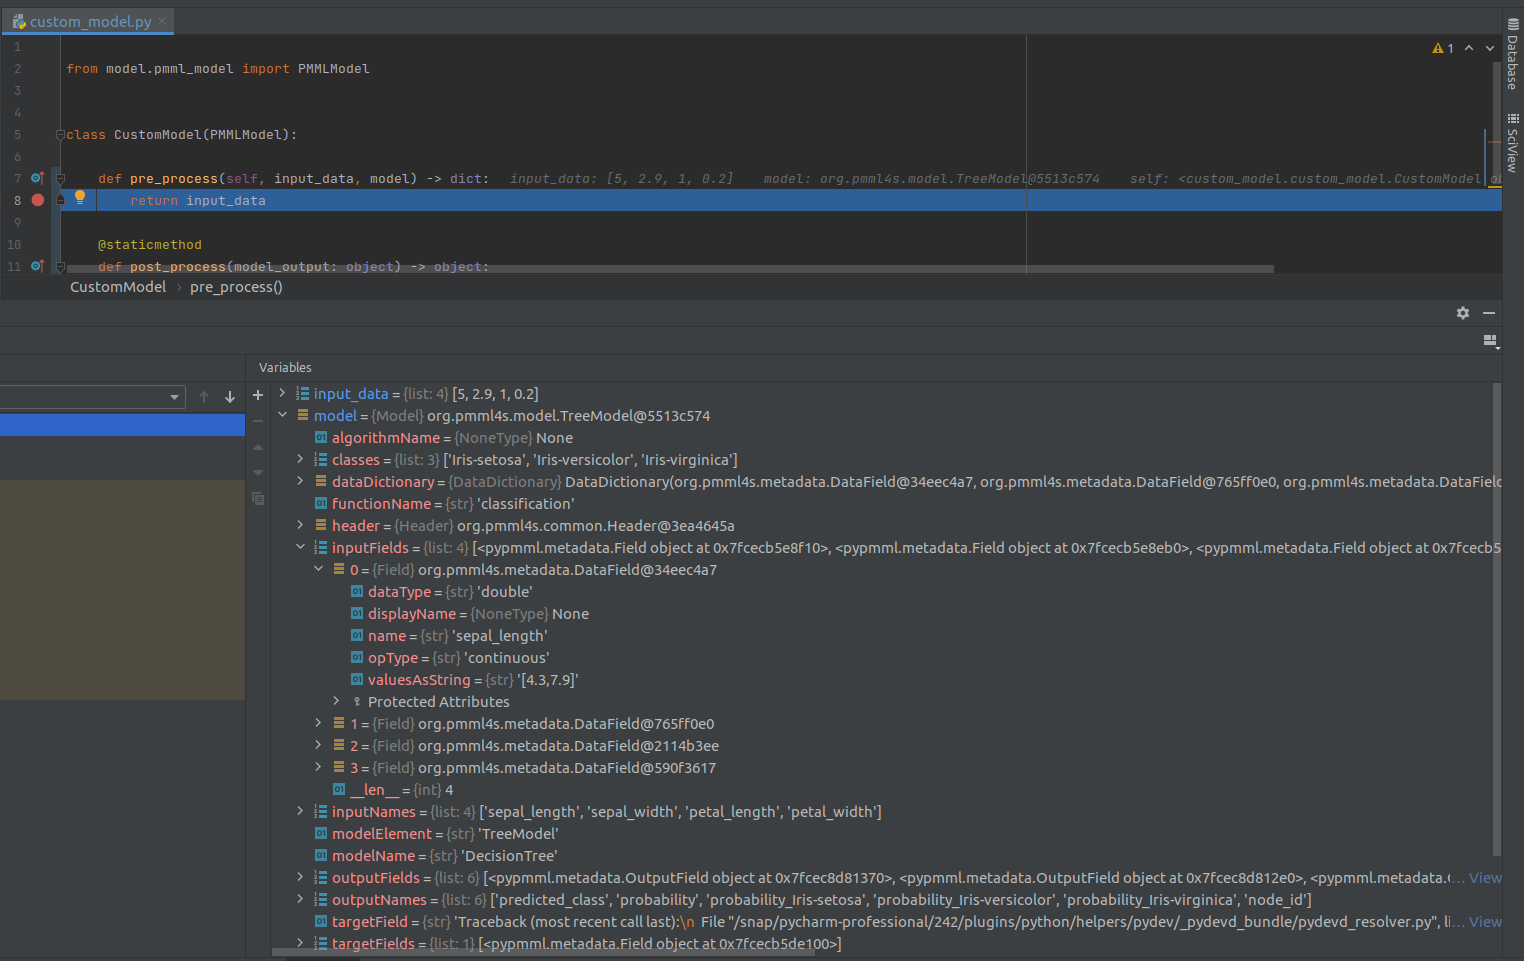 custom_model.py
1
2 from model.pmml_model import PMMLModel
3
4
5 class CustomModel(PMMLModel):
6
7 def pre_process(self, input_data, model) -> dict: input_data: [5, 2.9, 1, 0.2] model: org.pmml4s.model.TreeModel@5513c574 self: <custom_model.custom_model.CustomModel ob
8 return input_data
9
10 @staticmethod
11 def post_process(model_output: object) -> object:
1
Database
SciView
CustomModel › pre_process()
Variables
input_data = {list: 4} [5, 2.9, 1, 0.2]
model = {Model} org.pmml4s.model.TreeModel@5513c574
algorithmName = {NoneType} None
classes = {list: 3} ['Iris-setosa', 'Iris-versicolor', 'Iris-virginica']
dataDictionary = {DataDictionary} DataDictionary(org.pmml4s.metadata.DataField@34eec4a7, org.pmml4s.metadata.DataField@765ff0e0, org.pmml4s.metadata.DataField
functionName = {str} 'classification'
header = {Header} org.pmml4s.common.Header@3ea4645a
inputFields = {list: 4} [<pypmml.metadata.Field object at 0x7fcecb5e8f10>, <pypmml.metadata.Field object at 0x7fcecb5e8eb0>, <pypmml.metadata.Field object at 0x7fcecb5
0 = {Field} org.pmml4s.metadata.DataField@34eec4a7
dataType = {str} 'double'
displayName = {NoneType} None
name = {str} 'sepal_length'
opType = {str} 'continuous'
valuesAsString = {str} '[4.3,7.9]'
Protected Attributes
1 = {Field} org.pmml4s.metadata.DataField@765ff0e0
2 = {Field} org.pmml4s.metadata.DataField@2114b3ee
3 = {Field} org.pmml4s.metadata.DataField@590f3617
__len__ = {int} 4
inputNames = {list: 4} ['sepal_length', 'sepal_width', 'petal_length', 'petal_width']
modelElement = {str} 'TreeModel'
modelName = {str} 'DecisionTree'
outputFields = {list: 6} [<pypmml.metadata.OutputField object at 0x7fcec8d81370>, <pypmml.metadata.OutputField object at 0x7fcec8d812e0>, <pypmml.metadata.O... View
outputNames = {list: 6} ['predicted_class', 'probability', 'probability_Iris-setosa', 'probability_Iris-versicolor', 'probability_Iris-virginica', 'node_id']
targetField = {str} 'Traceback (most recent call last):\n File "/snap/pycharm-professional/242/plugins/python/helpers/pydev/_pydevd_bundle/pydevd_resolver.py", li... View
targetFields = {list: 1} [<pypmml.metadata.Field object at 0x7fcecb5de100>]